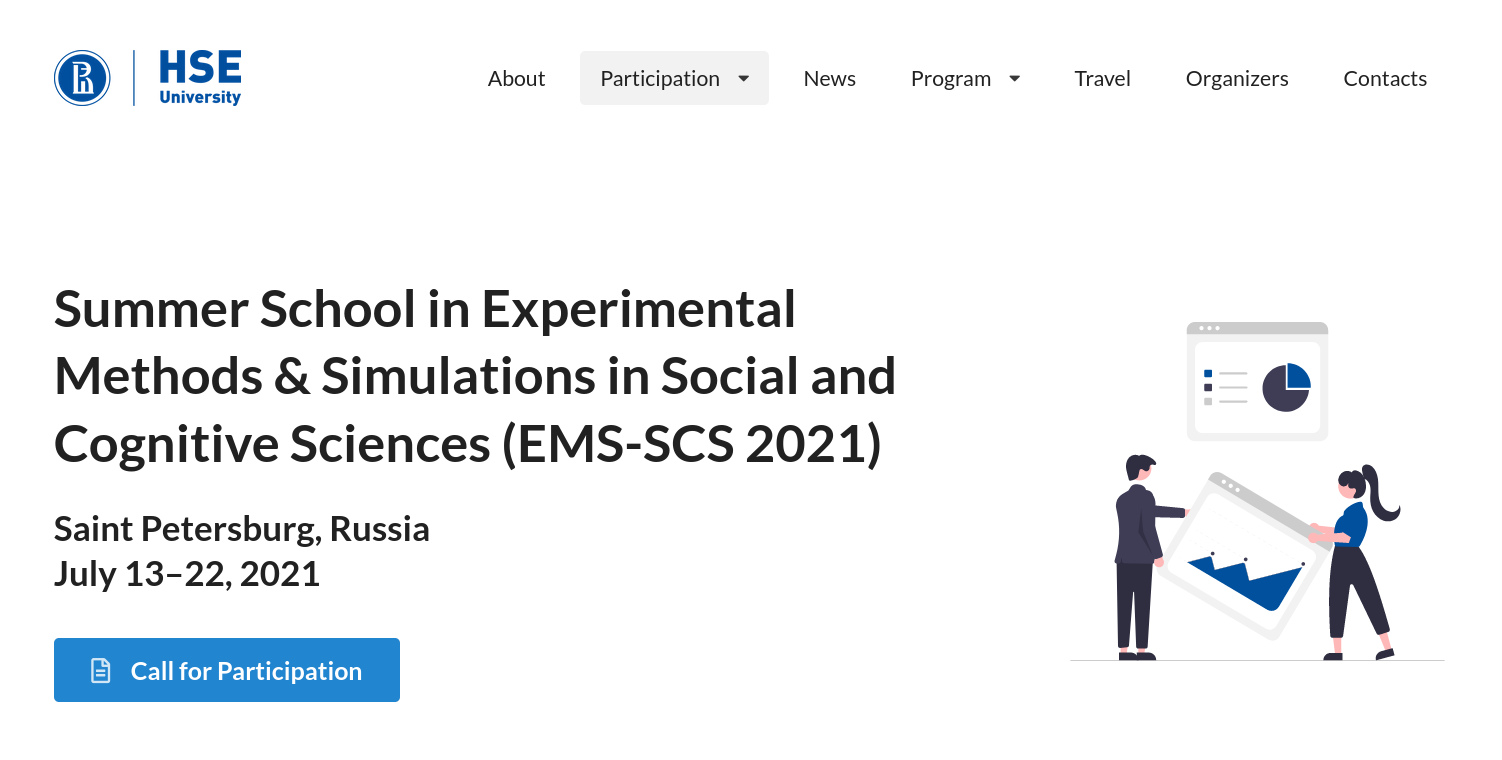 HSE
University
About
Participation
News
Program
Travel
Organizers
Contacts
Summer School in Experimental
Methods & Simulations in Social and
Cognitive Sciences (EMS-SCS 2021)
Saint Petersburg, Russia
July 13–22, 2021
Call for Participation